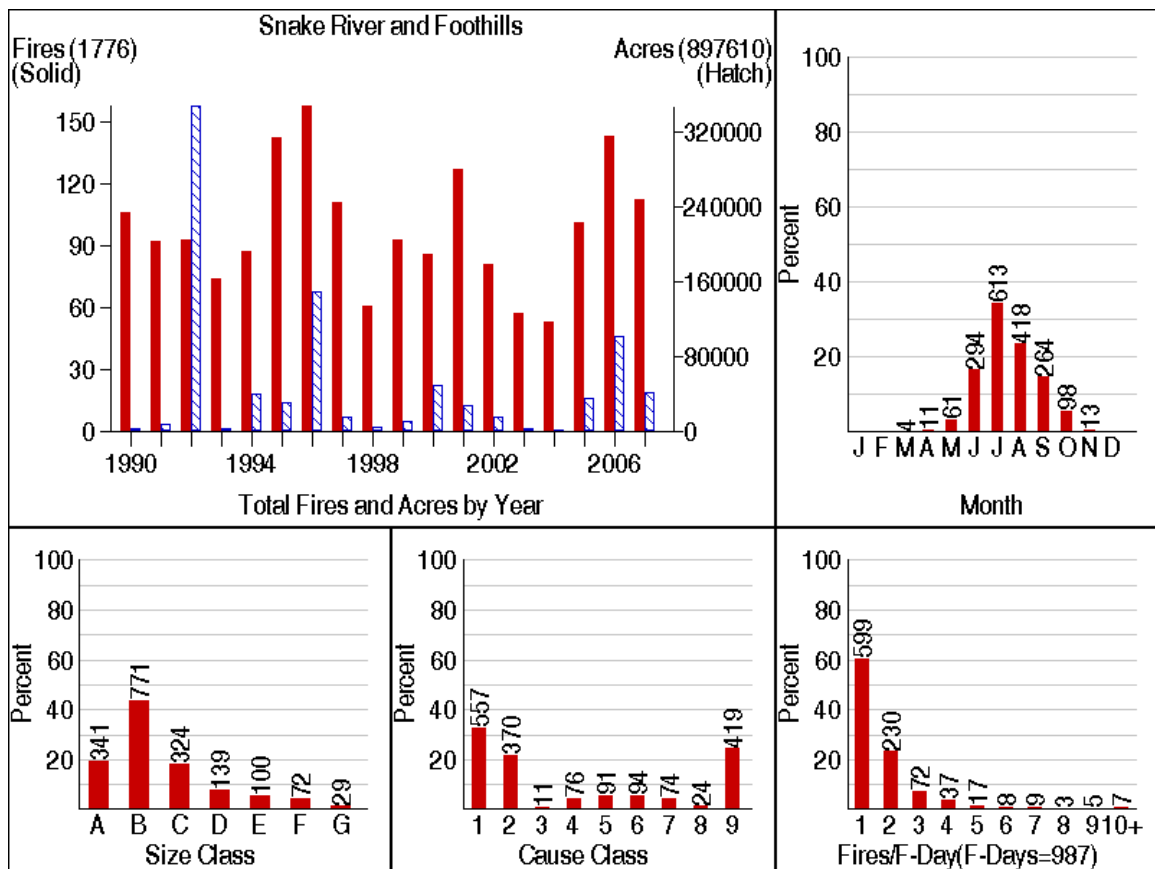 Snake River and Foothills
Fires (1776)
(Solid)
Acres (897610)
(Hatch)
150
120
90
60
30
0
320000
240000
160000
80000
0
1990 1994 1998 2002 2006
Total Fires and Acres by Year
100
80
60
40
20
Percent
4 11 61 294 613 418 264 98 13
J F M A M J J A S O N D
Month
100
80
60
40
20
Percent
341 771 324 139 100 72 29
A B C D E F G
Size Class
100
80
60
40
20
Percent
557 370 11 76 91 94 74 24 419
1 2 3 4 5 6 7 8 9
Cause Class
100
80
60
40
20
Percent
599 230 72 37 17 8 9 3 5 7
1 2 3 4 5 6 7 8 9 10+
Fires/F-Day(F-Days=987)